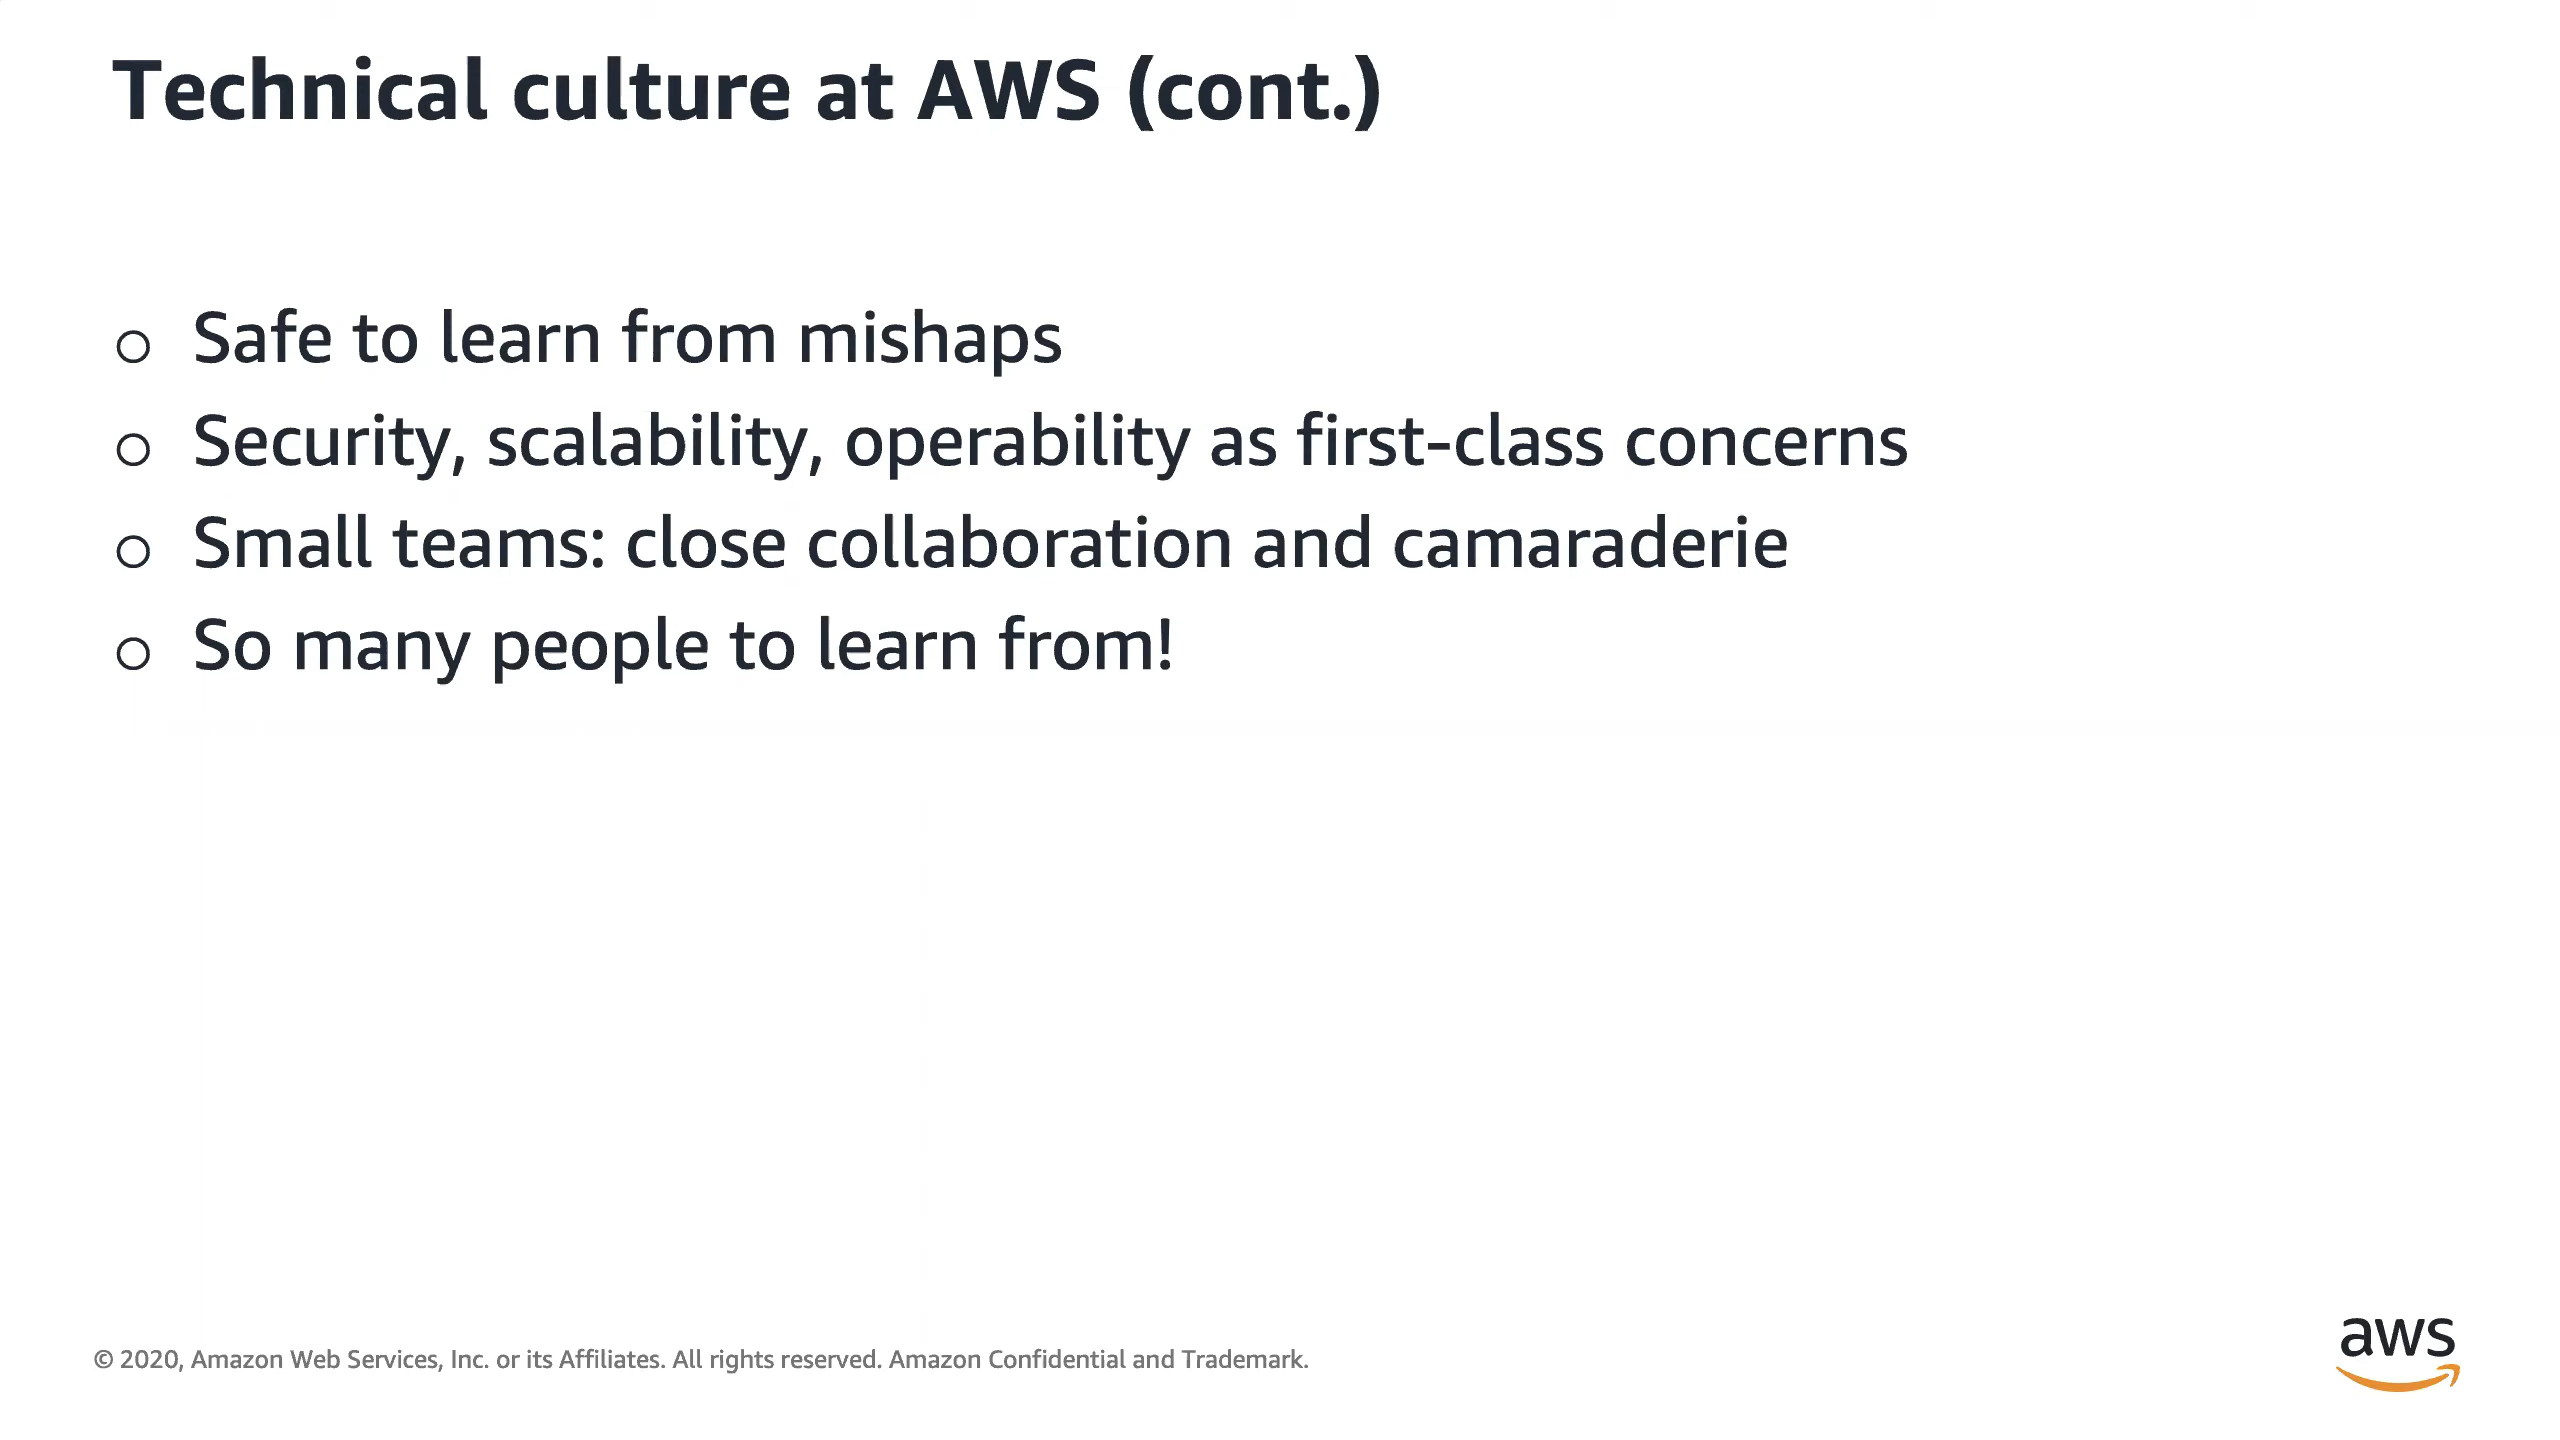 Technical culture at AWS (cont.)
○ Safe to learn from mishaps
○ Security, scalability, operability as first-class concerns
○ Small teams: close collaboration and camaraderie
○ So many people to learn from!
© 2020, Amazon Web Services, Inc. or its Affiliates. All rights reserved. Amazon Confidential and Trademark.
aws